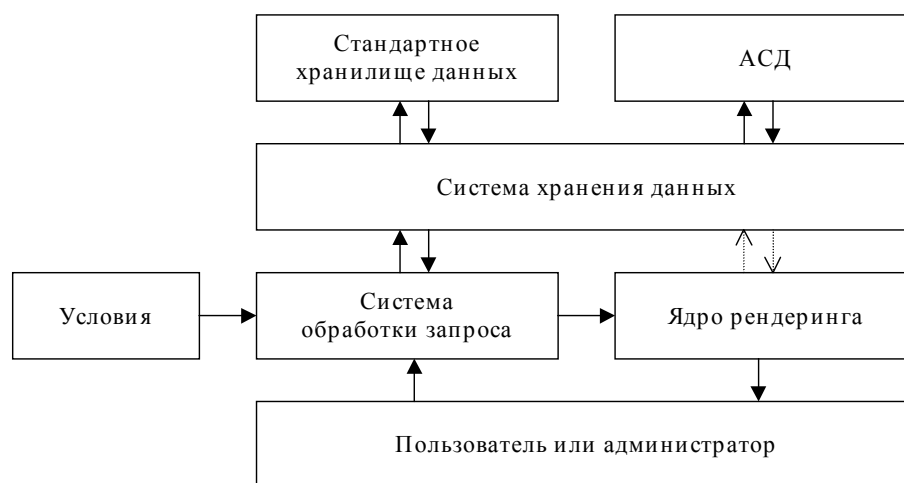 Стандартное
хранилище данных
АСД
Система хранения данных
Условия
Система
обработки запроса
Ядро рендеринга
Пользователь или администратор